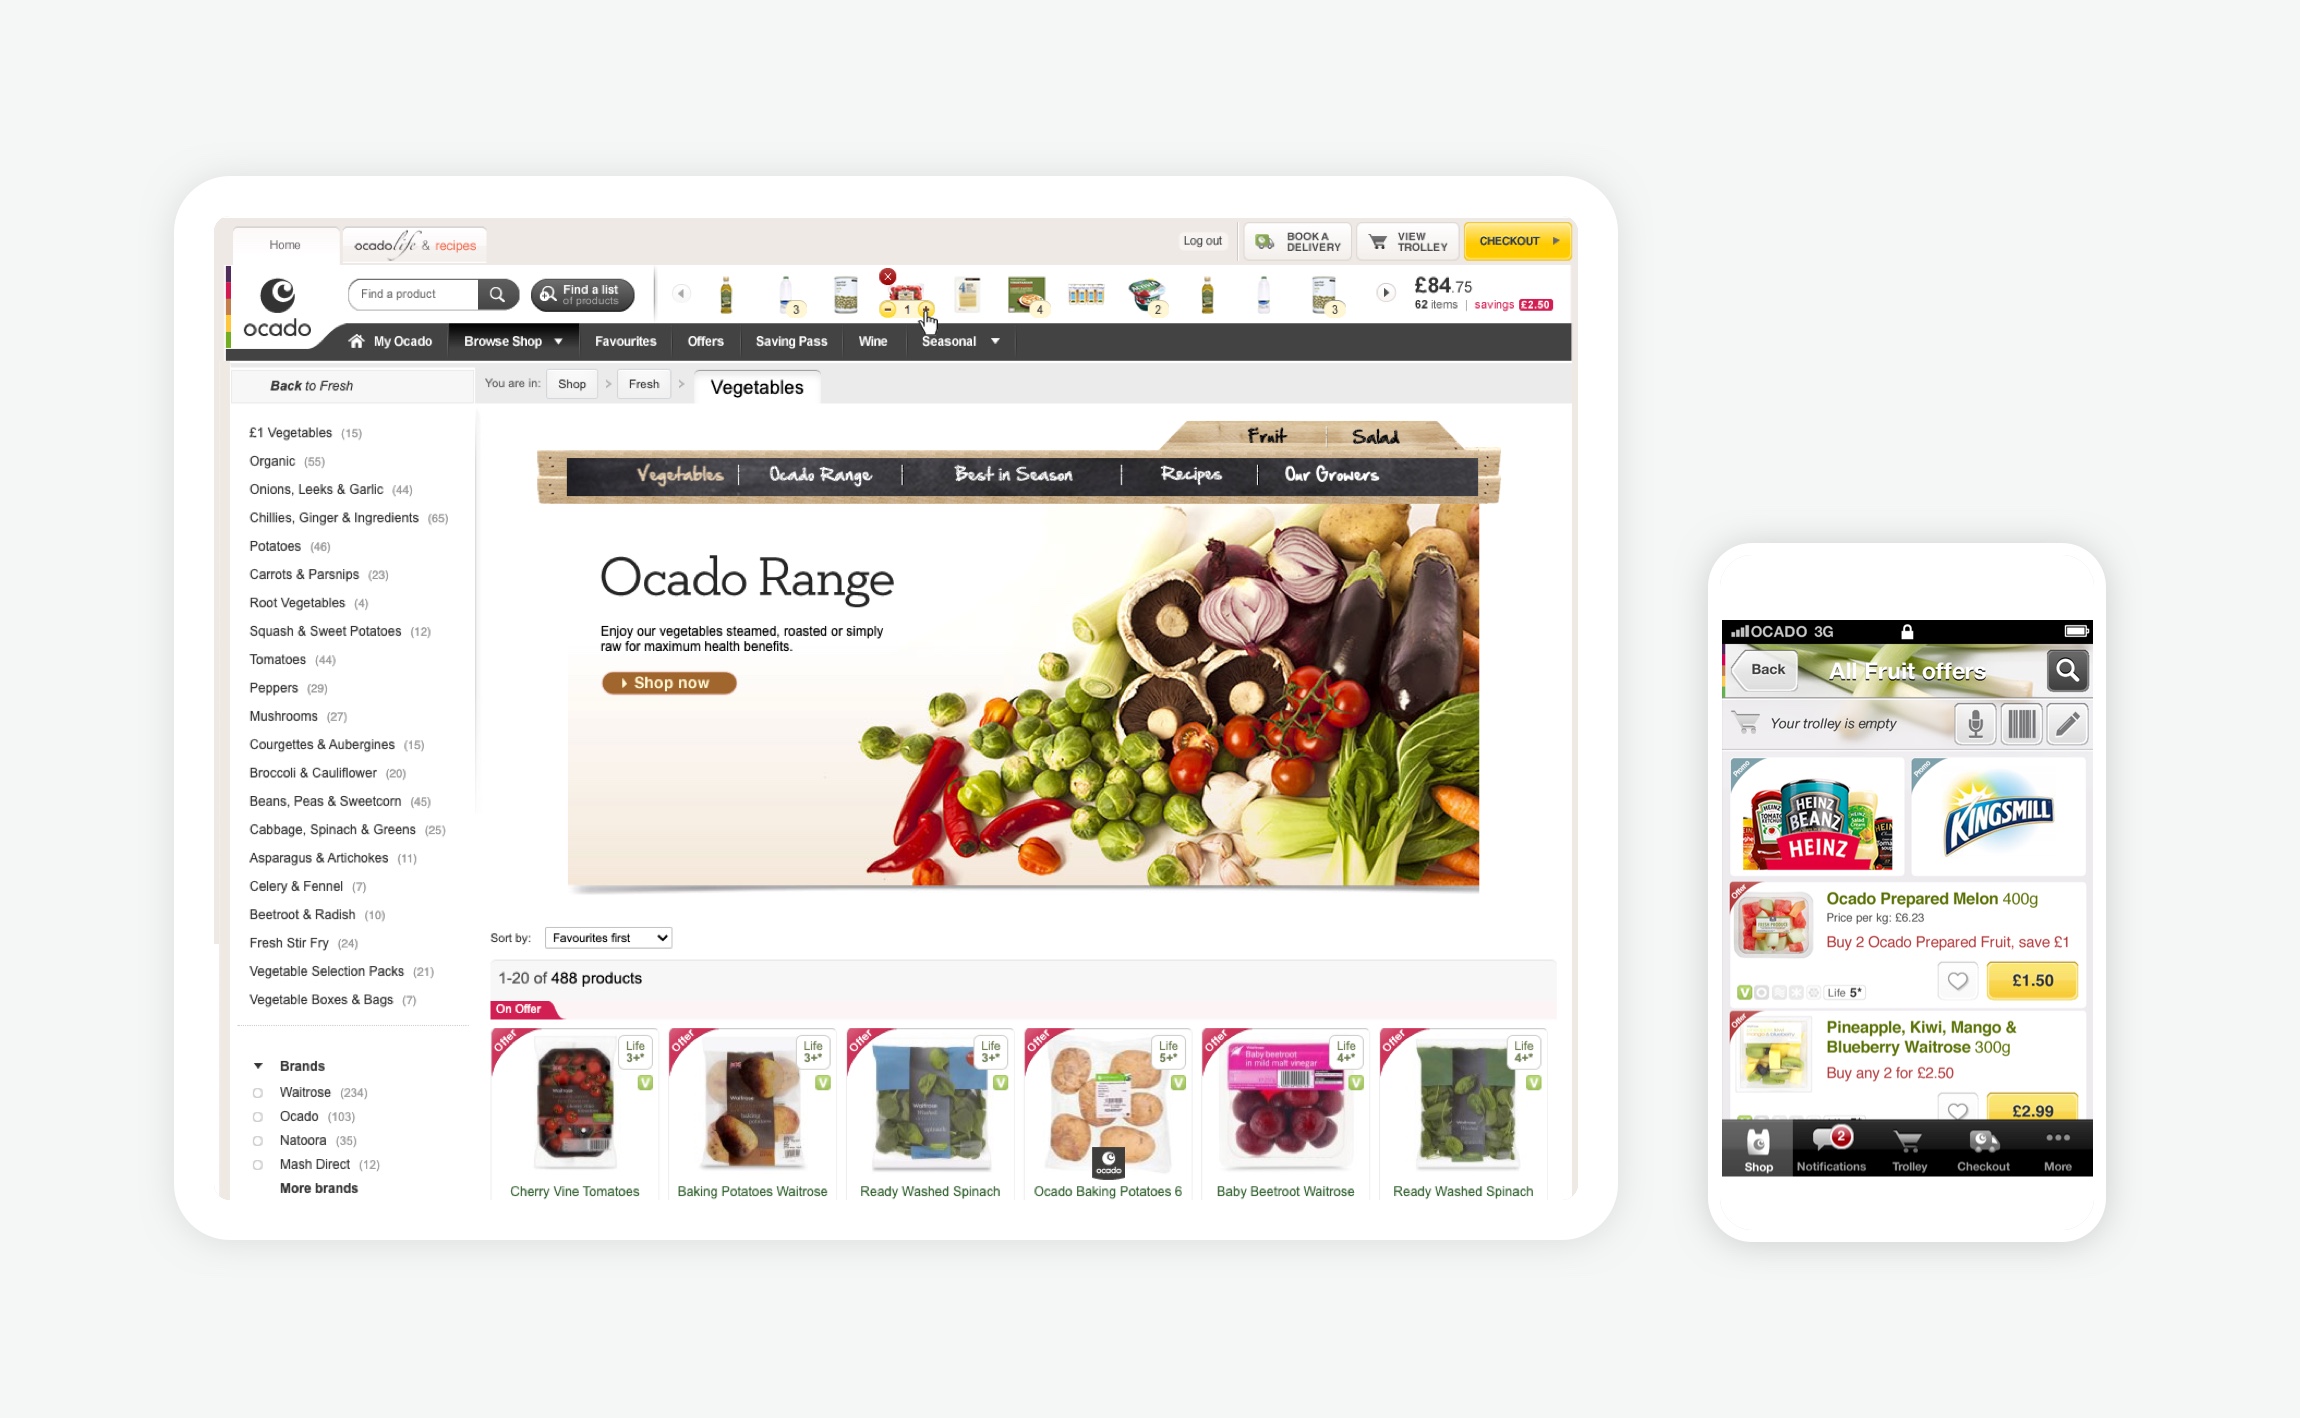 Home
ocado life & recipes
Log out
BOOK A
DELIVERY
VIEW
TROLLEY
CHECKOUT
ocado
Find a product
Find a list
of products
3
1
4
2
3
£84.75
62 items | savings £2.50
My Ocado
Browse Shop
Favourites
Offers
Saving Pass
Wine
Seasonal
Back to Fresh
You are in:
Shop
Fresh
Vegetables
£1 Vegetables (15)
Organic (55)
Onions, Leeks & Garlic (44)
Chillies, Ginger & Ingredients (65)
Potatoes (46)
Carrots & Parsnips (23)
Root Vegetables (4)
Squash & Sweet Potatoes (12)
Tomatoes (44)
Peppers (29)
Mushrooms (27)
Courgettes & Aubergines (15)
Broccoli & Cauliflower (20)
Beans, Peas & Sweetcorn (45)
Cabbage, Spinach & Greens (25)
Asparagus & Artichokes (11)
Celery & Fennel (7)
Beetroot & Radish (10)
Fresh Stir Fry (24)
Vegetable Selection Packs (21)
Vegetable Boxes & Bags (7)
Brands
Waitrose (234)
Ocado (103)
Natoora (35)
Mash Direct (12)
More brands
Fruit
Salad
Vegetables
Ocado Range
Best in Season
Recipes
Our Growers
Ocado Range
Enjoy our vegetables steamed, roasted or simply
raw for maximum health benefits.
Shop now
Sort by:
Favourites first
1-20 of 488 products
On Offer
Offer
Life
3+*
V
Cherry Vine Tomatoes
Offer
Life
3+*
V
Waitrose
baking
potatoes
Baking Potatoes Waitrose
Offer
Life
3+*
V
spinach
Ready Washed Spinach
Offer
Life
5+*
V
ocado
Ocado Baking Potatoes 6
Offer
Life
4+*
V
Baby beetroot
in mild malt vinegar
Baby Beetroot Waitrose
Offer
Life
4+*
V
Ready Washed Spinach
OCADO 3G
Back
All Fruit offers
Your trolley is empty
Promo
HEINZ
BEANZ
HEINZ
Promo
KINGSMILL
Offer
Ocado Prepared Melon 400g
Price per kg: £6.23
Buy 2 Ocado Prepared Fruit, save £1
V
Life 5*
£1.50
Offer
Pineapple, Kiwi, Mango &
Blueberry Waitrose 300g
Buy any 2 for £2.50
£2.99
2
Shop
Notifications
Trolley
Checkout
More